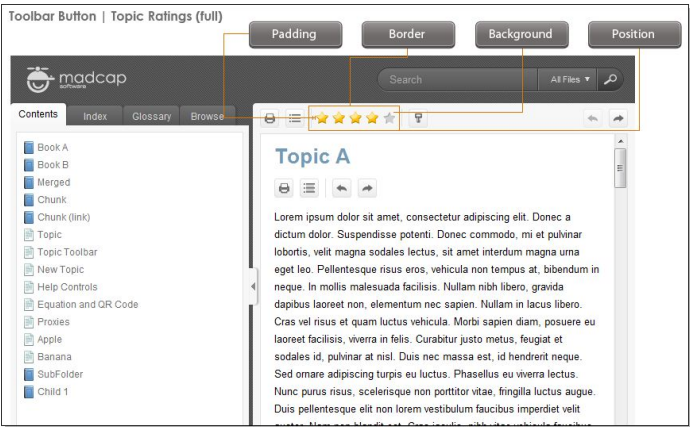 Toolbar Button | Topic Ratings (full)
Padding
Border
Background
Position
madcap
software
Search
All Files
Contents
Index
Glossary
Browse
Book A
Book B
Merged
Chunk
Chunk (link)
Topic
Topic Toolbar
New Topic
Help Controls
Equation and QR Code
Proxies
Apple
Banana
SubFolder
Child 1
Topic A
Lorem ipsum dolor sit amet, consectetur adipiscing elit. Donec a
dictum dolor. Suspendisse potenti. Donec commodo, mi et pulvinar
lobortis, velit magna sodales lectus, sit amet interdum magna urna
eget leo. Pellentesque risus eros, vehicula non tempus at, bibendum in
neque. In mollis malesuada facilisis. Nullam nibh libero, gravida
dapibus laoreet non, elementum nec sapien. Nullam in lacus libero.
Cras vel risus et quam luctus vehicula. Morbi sapien diam, posuere eu
laoreet facilisis, viverra in felis. Curabitur justo metus, feugiat et
sodales id, pulvinar at nisl. Duis nec massa est, id hendrerit neque.
Sed ornare adipiscing turpis eu luctus. Phasellus eu viverra lectus.
Nunc purus risus, scelerisque non porttitor vitae, fringilla luctus augue.
Duis pellentesque elit non lorem vestibulum faucibus imperdiet velit